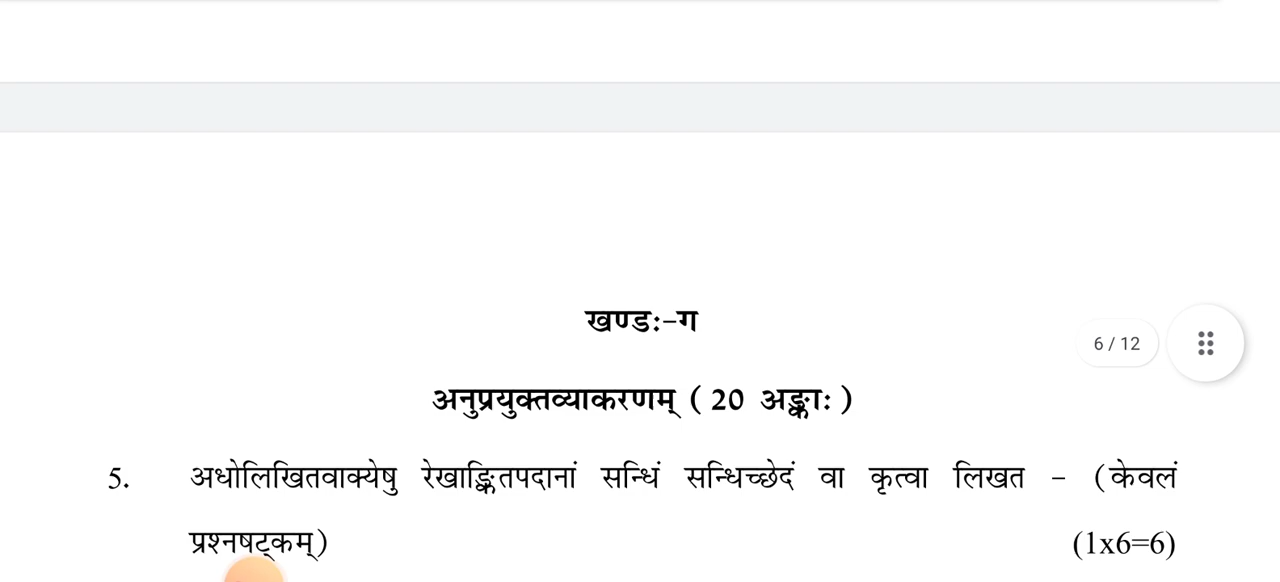 खण्डः-ग
6 / 12
अनुप्रयुक्तव्याकरणम् ( 20 अङ्काः )
5. अधोलिखितवाक्येषु रेखाङ्कितपदानां सन्धिं सन्धिच्छेदं वा कृत्वा लिखत - (केवलं
प्रश्नषट्कम्) (1x6=6)